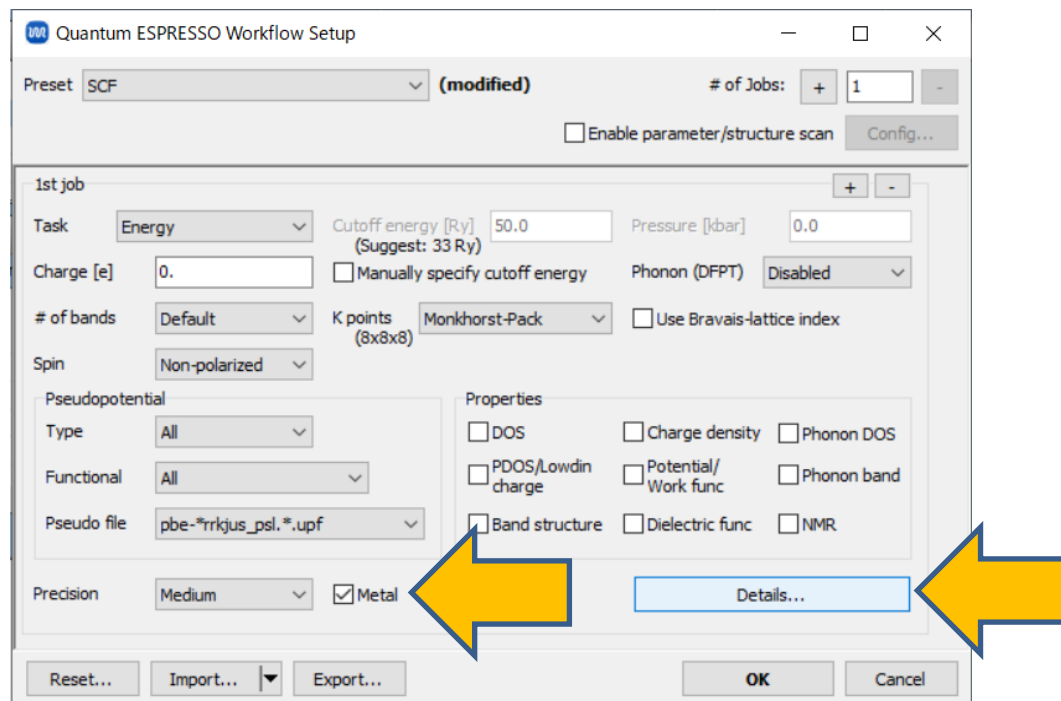 Quantum ESPRESSO Workflow Setup
Preset SCF (modified) # of Jobs: + 1 -
Enable parameter/structure scan Config...
1st job + -
Task Energy Cutoff energy [Ry] 50.0 Pressure [kbar] 0.0
(Suggest: 33 Ry)
Charge [e] 0. Manually specify cutoff energy Phonon (DFPT) Disabled
# of bands Default K points Monkhorst-Pack Use Bravais-lattice index
(8x8x8)
Spin Non-polarized
Pseudopotential Properties
Type All DOS Charge density Phonon DOS
Functional All PDOS/Lowdin charge Potential/ Work func Phonon band
Pseudo file pbe-*rrkjus_psl.*.upf Band structure Dielectric func NMR
Precision Medium Metal Details...
Reset... Import... Export... OK Cancel